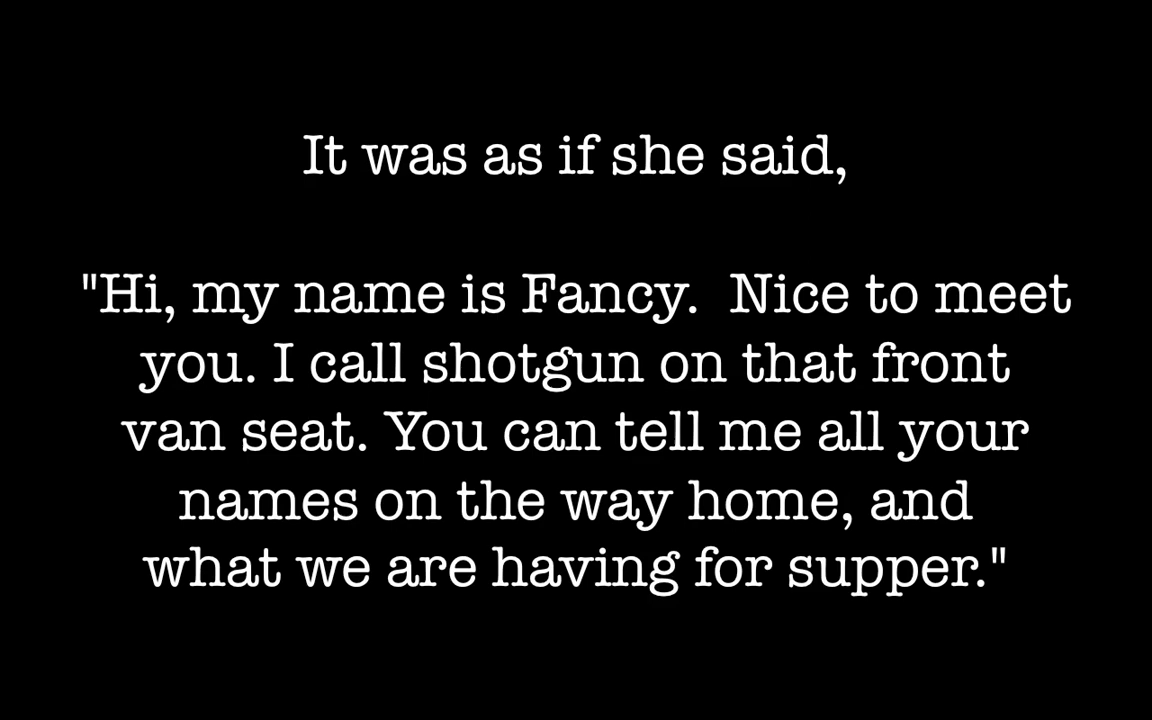 It was as if she said,
"Hi, my name is Fancy.  Nice to meet
you. I call shotgun on that front
van seat. You can tell me all your
names on the way home, and
what we are having for supper."